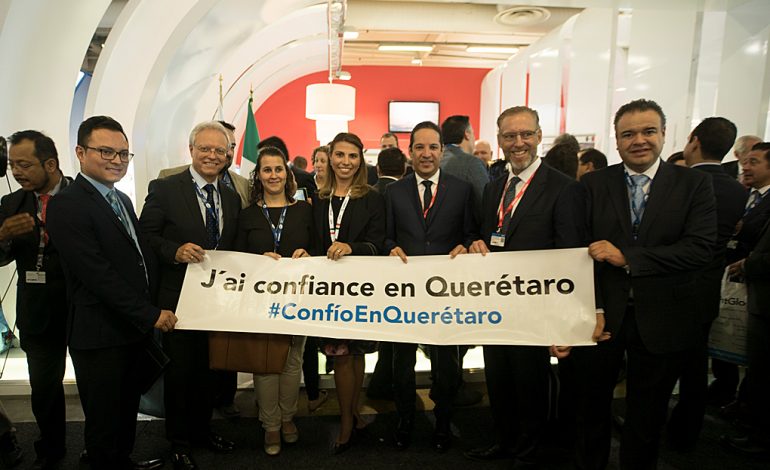 J´ai confiance en Querétaro
#ConfíoEnQuerétaro